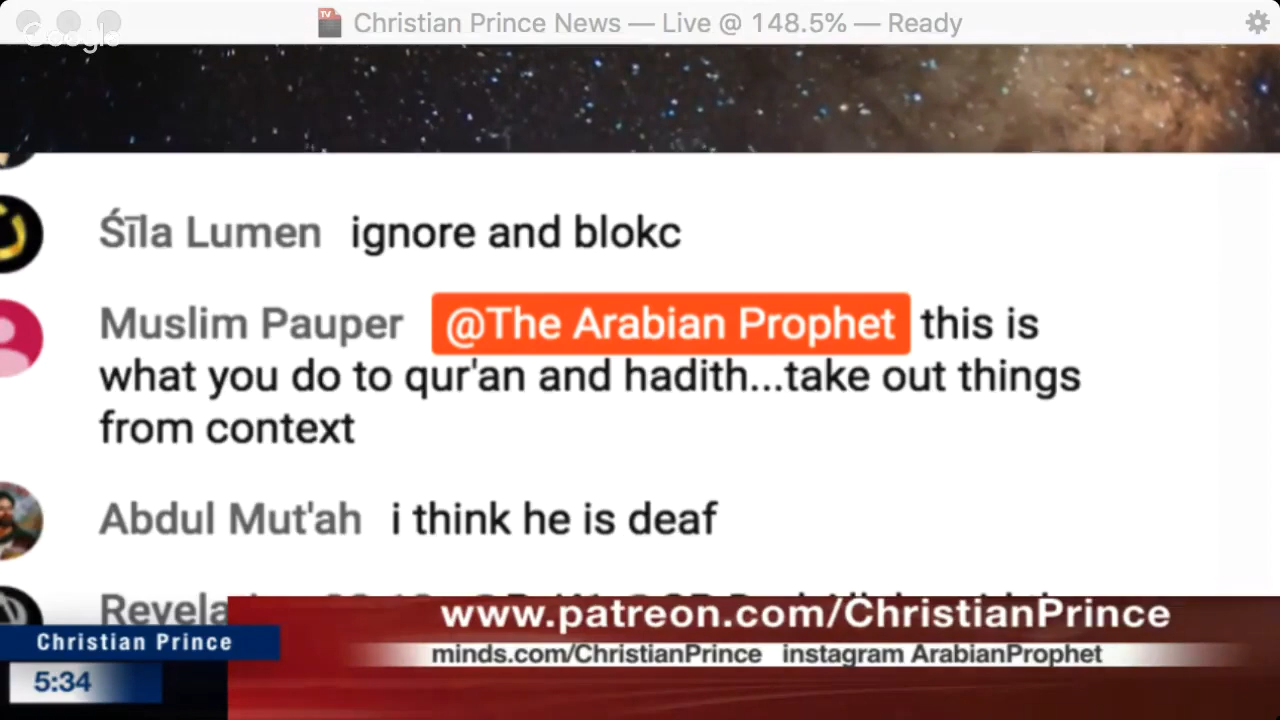 Christian Prince News — Live @ 148.5% — Ready
Google
Śīla Lumen ignore and blokc
Muslim Pauper @The Arabian Prophet this is
what you do to qur'an and hadith...take out things
from context
Abdul Mut'ah i think he is deaf
www.patreon.com/ChristianPrince
Christian Prince
minds.com/ChristianPrince instagram ArabianProphet
5:34